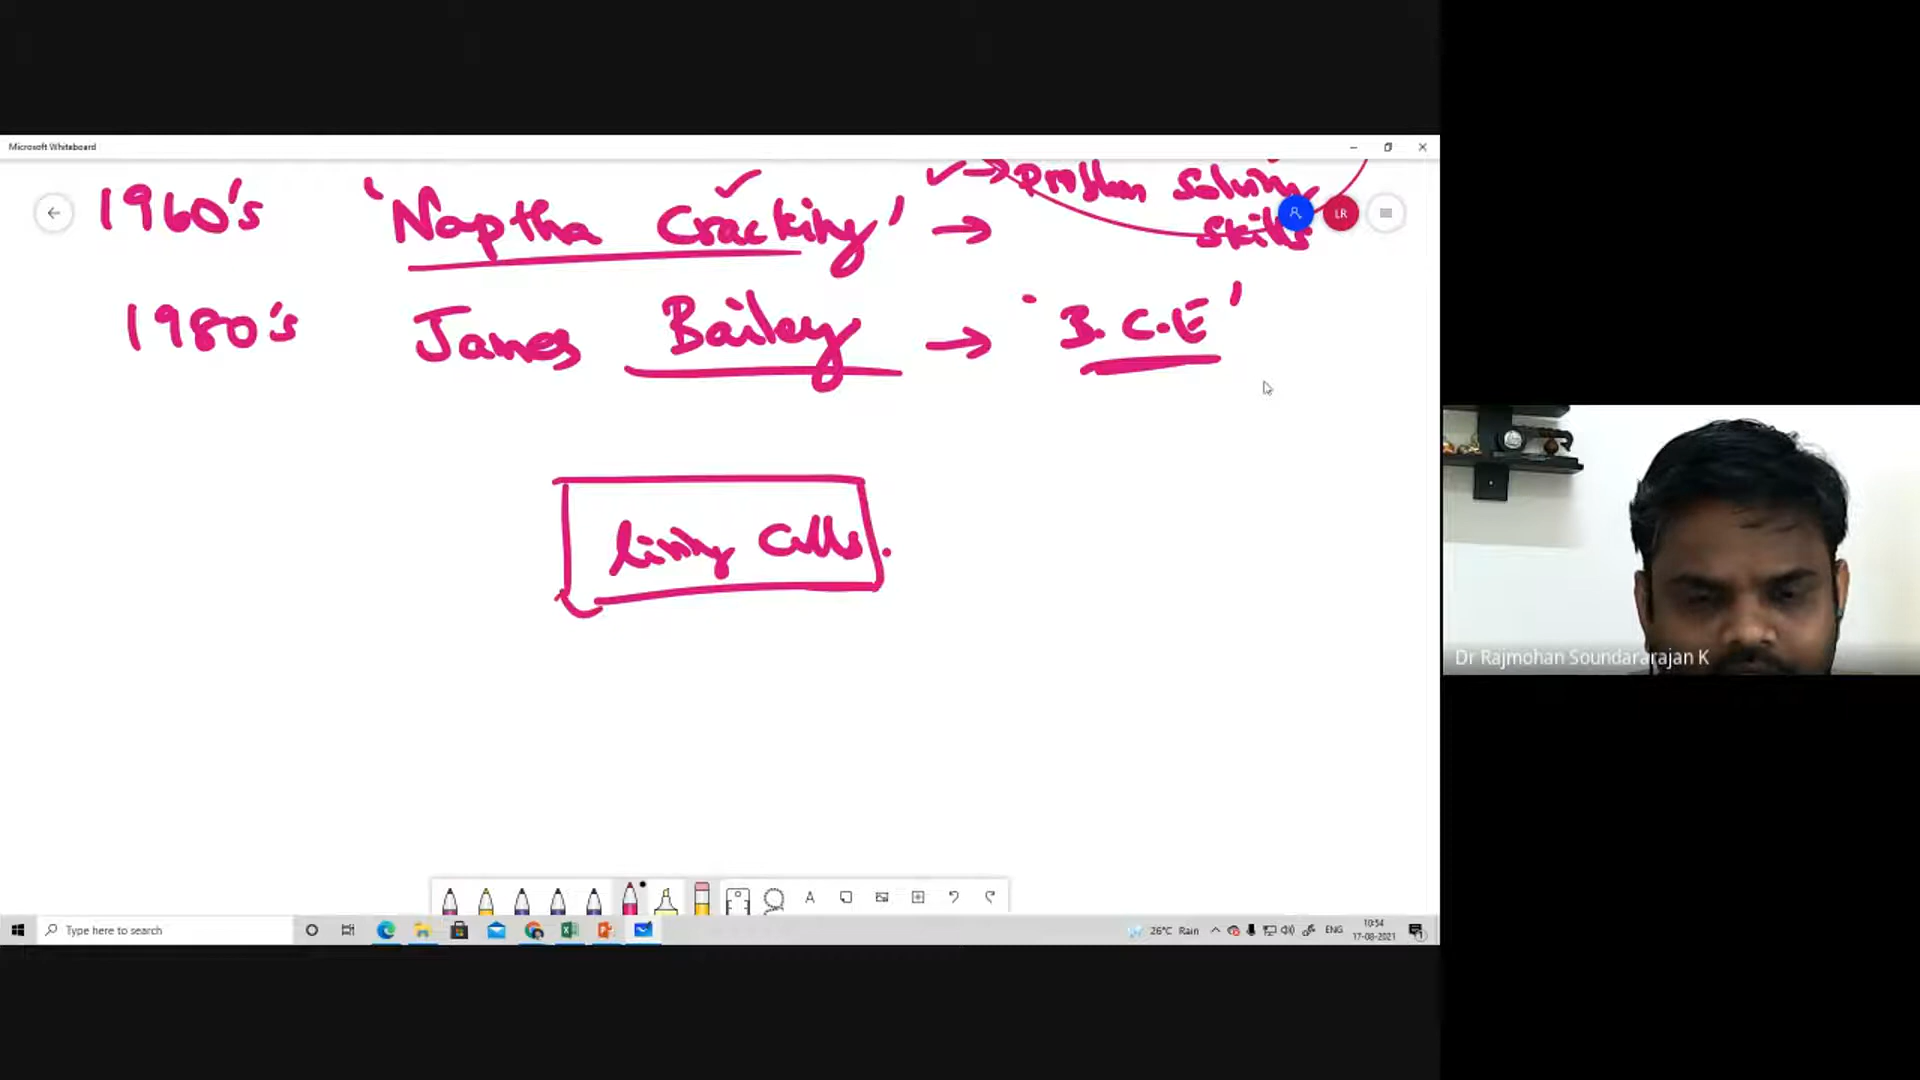 Microsoft Whiteboard
→ Problem Solving
Skills
1960's 'Naptha Cracking' →
LR
1980's James Bailey → 'B.C.E'
living Cells.
Dr Rajmohan Soundararajan K
A
Type here to search
26°C Rain
ENG
10:54
17-08-2021